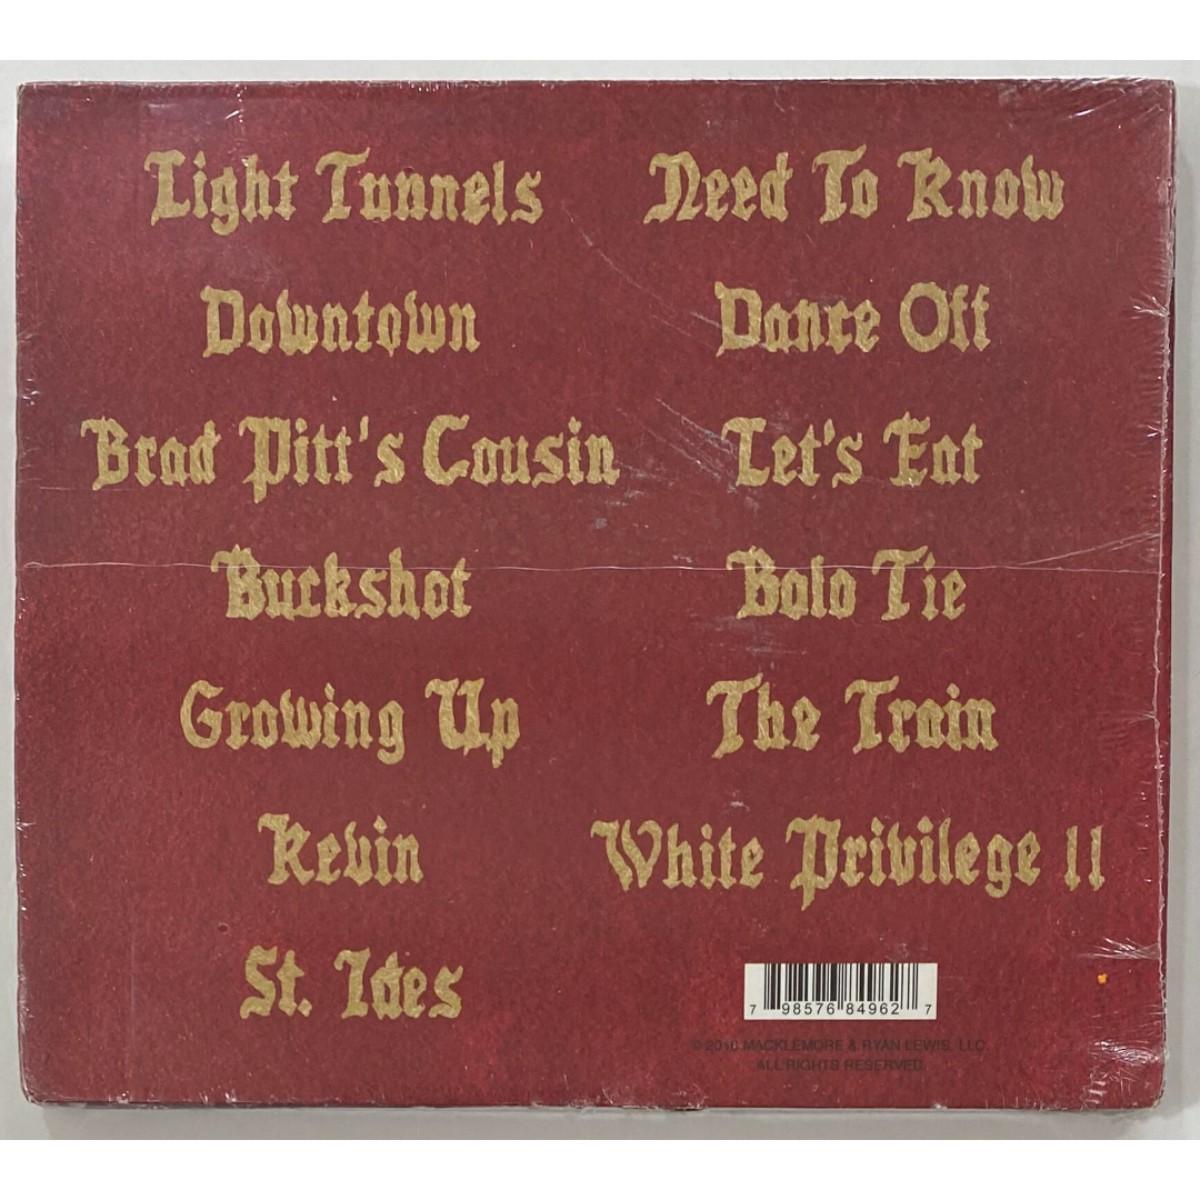 Light Tunnels
Downtown
Brad Pitt's Cousin
Buckshot
Growing Up
Kevin
St. Ides
Need To Know
Dance Off
Let's Eat
Bolo Tie
The Train
White Privilege II
7 98576 84962 7
© 2016 MACKLEMORE & RYAN LEWIS, LLC.
ALL RIGHTS RESERVED.